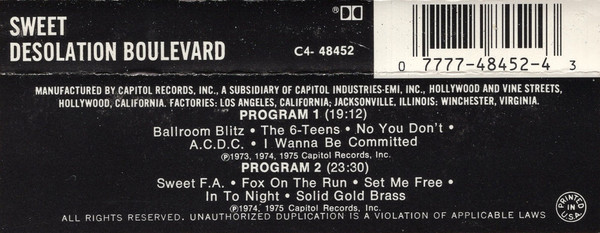 SWEET
DESOLATION BOULEVARD
C4- 48452
0 7777-48452-4 3
MANUFACTURED BY CAPITOL RECORDS, INC., A SUBSIDIARY OF CAPITOL INDUSTRIES-EMI, INC., HOLLYWOOD AND VINE STREETS,
HOLLYWOOD, CALIFORNIA. FACTORIES: LOS ANGELES, CALIFORNIA; JACKSONVILLE, ILLINOIS; WINCHESTER, VIRGINIA.
PROGRAM 1 (19:12)
Ballroom Blitz • The 6-Teens • No You Don't •
A.C.D.C. • I Wanna Be Committed
℗1973, 1974, 1975 Capitol Records, Inc.
PROGRAM 2 (23:30)
Sweet F.A. • Fox On The Run • Set Me Free •
In To Night • Solid Gold Brass
℗1974, 1975 Capitol Records, Inc.
ALL RIGHTS RESERVED. UNAUTHORIZED DUPLICATION IS A VIOLATION OF APPLICABLE LAWS
PRINTED IN U.S.A.